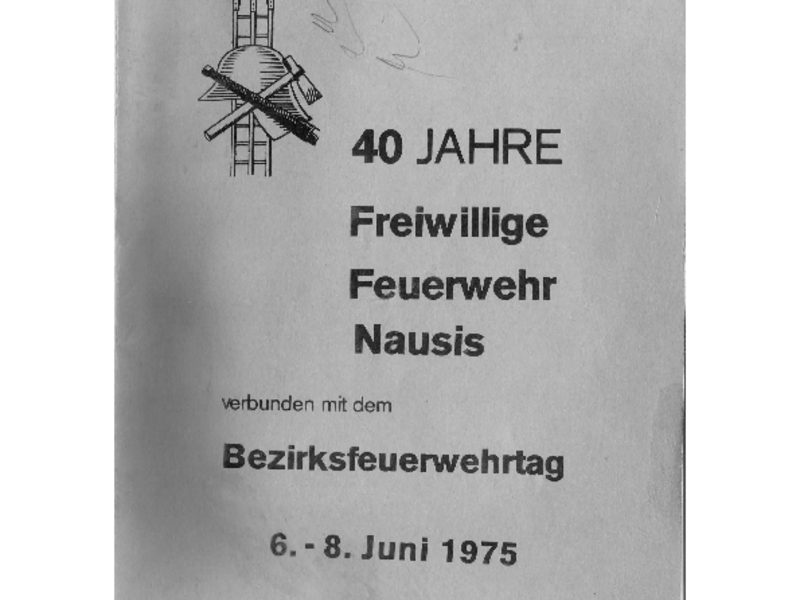 40 JAHRE
Freiwillige
Feuerwehr
Nausis
verbunden mit dem
Bezirksfeuerwehrtag
6. - 8. Juni 1975